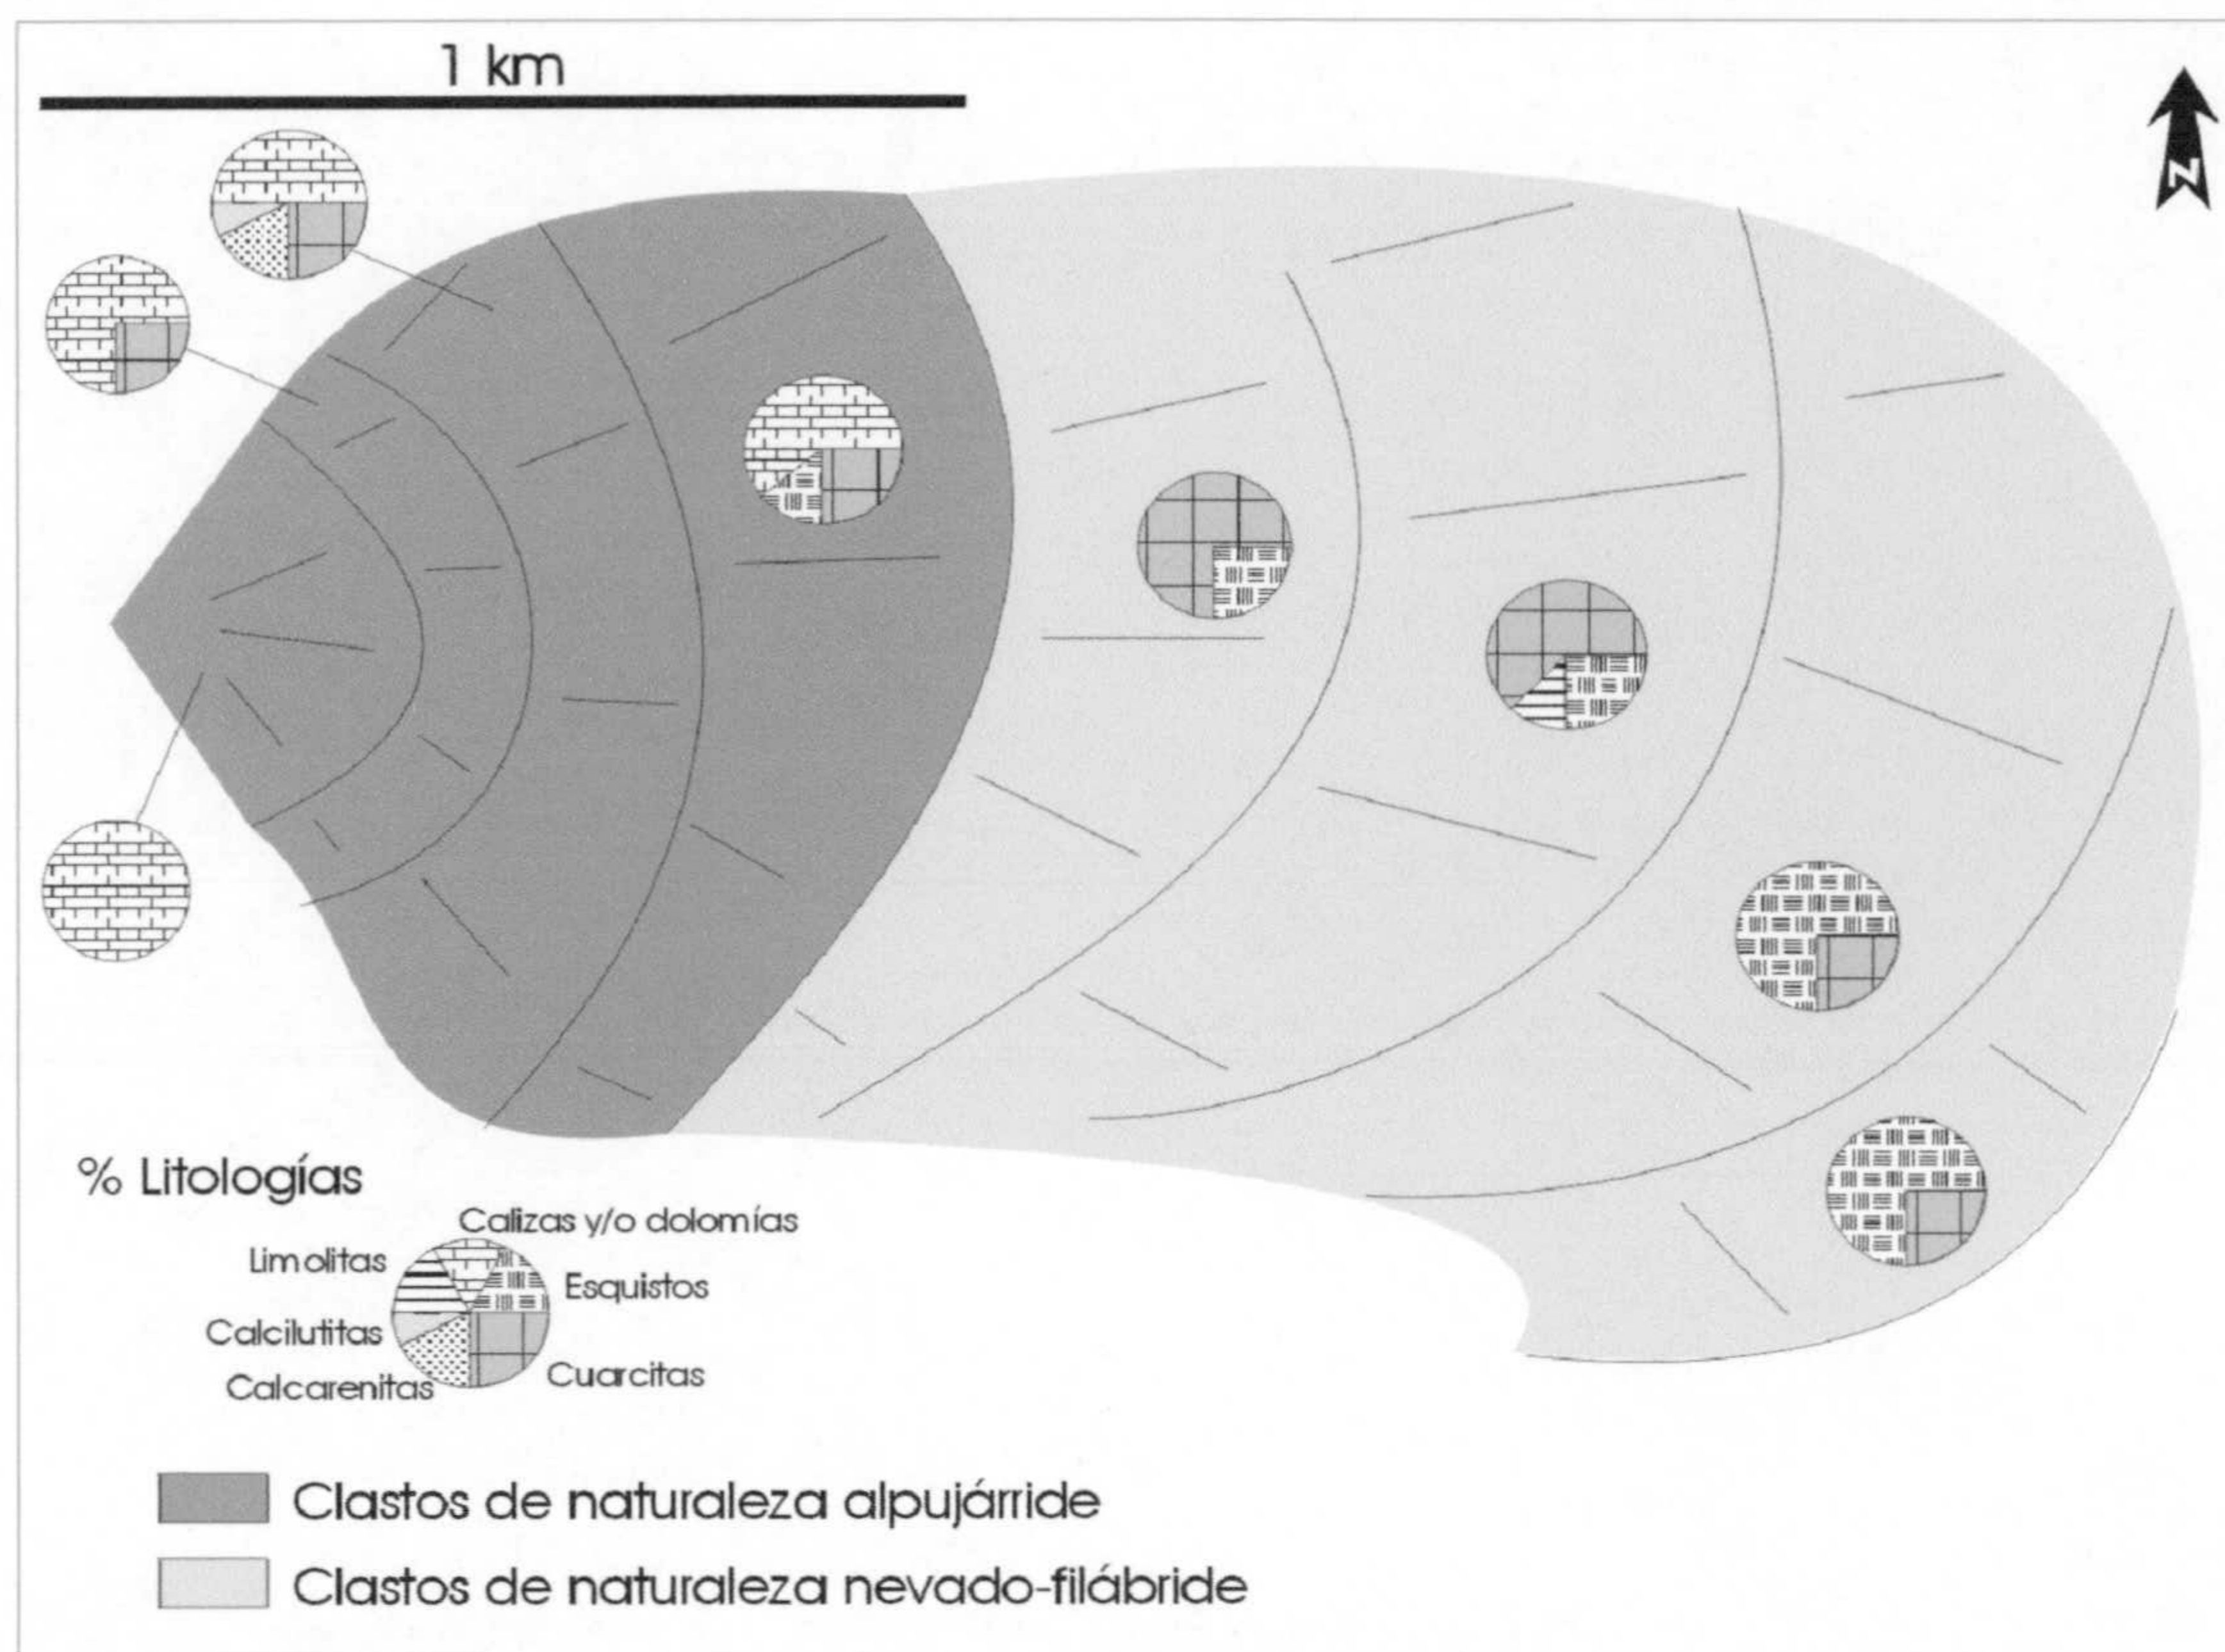 1 km
N
% Litologías
Calizas y/o dolomías
Limolitas
Esquistos
Calcilutitas
Calcarenitas
Cuarcitas
Clastos de naturaleza alpujárride
Clastos de naturaleza nevado-filábride